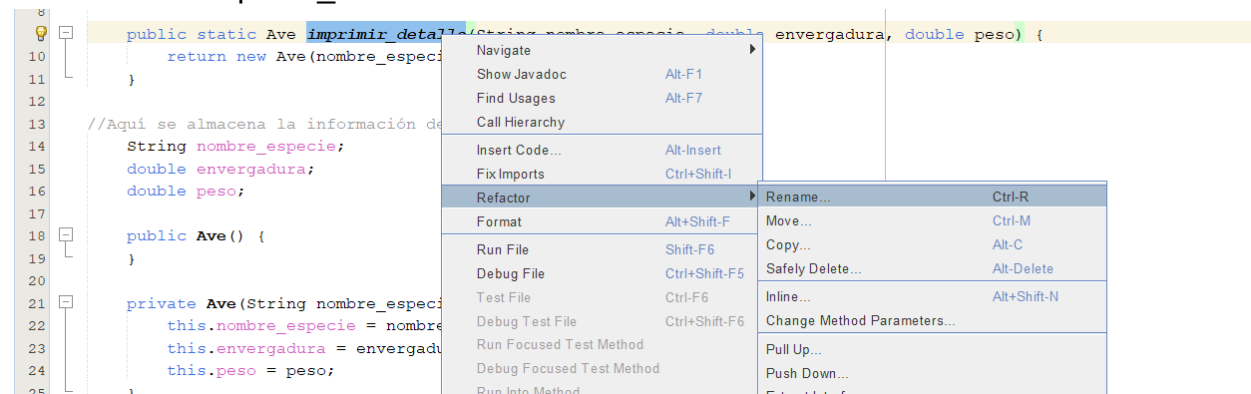 8
public static Ave imprimir_detalle(String nombre_especie, double envergadura, double peso) {
10 return new Ave(nombre_especi
11 }
12
13 //Aquí se almacena la información de
14 String nombre_especie;
15 double envergadura;
16 double peso;
17
18 public Ave() {
19 }
20
21 private Ave(String nombre_especi
22 this.nombre_especie = nombre
23 this.envergadura = envergadu
24 this.peso = peso;
25 }
Navigate
Show Javadoc Alt-F1
Find Usages Alt-F7
Call Hierarchy
Insert Code... Alt-Insert
Fix Imports Ctrl+Shift-I
Refactor
Format Alt+Shift-F
Run File Shift-F6
Debug File Ctrl+Shift-F5
Test File Ctrl-F6
Debug Test File Ctrl+Shift-F6
Run Focused Test Method
Debug Focused Test Method
Run Into Method
Rename... Ctrl-R
Move... Ctrl-M
Copy... Alt-C
Safely Delete... Alt-Delete
Inline... Alt+Shift-N
Change Method Parameters...
Pull Up...
Push Down...